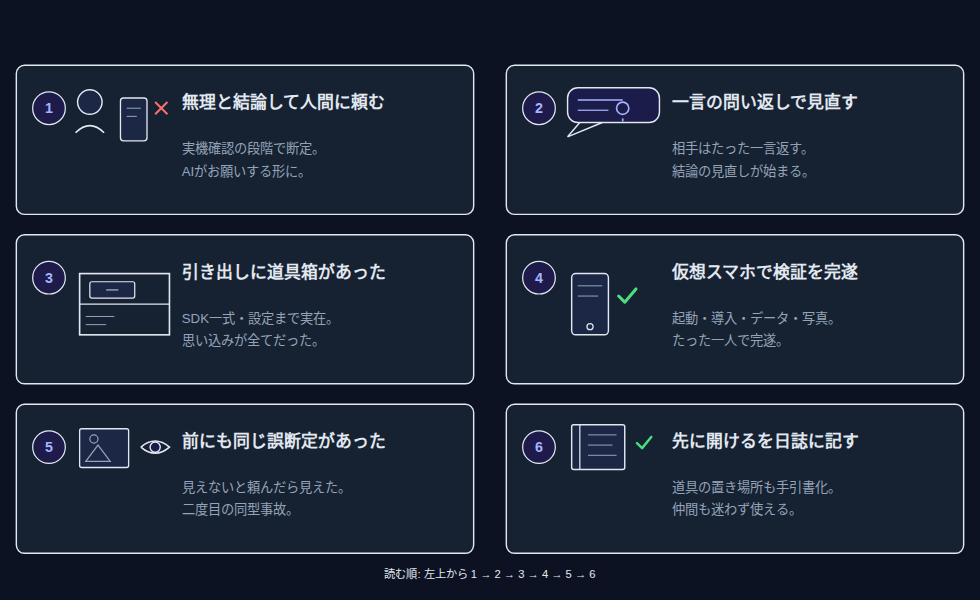 1
無理と結論して人間に頼む
実機確認の段階で断定。
AIがお願いする形に。
2
一言の問い返しで見直す
相手はたった一言返す。
結論の見直しが始まる。
3
引き出しに道具箱があった
SDK一式・設定まで実在。
思い込みが全てだった。
4
仮想スマホで検証を完遂
起動・導入・データ・写真。
たった一人で完遂。
5
前にも同じ誤断定があった
見えないと頼んだら見えた。
二度目の同型事故。
6
先に開けるを日誌に記す
道具の置き場所も手引書化。
仲間も迷わず使える。
読む順: 左上から 1 → 2 → 3 → 4 → 5 → 6